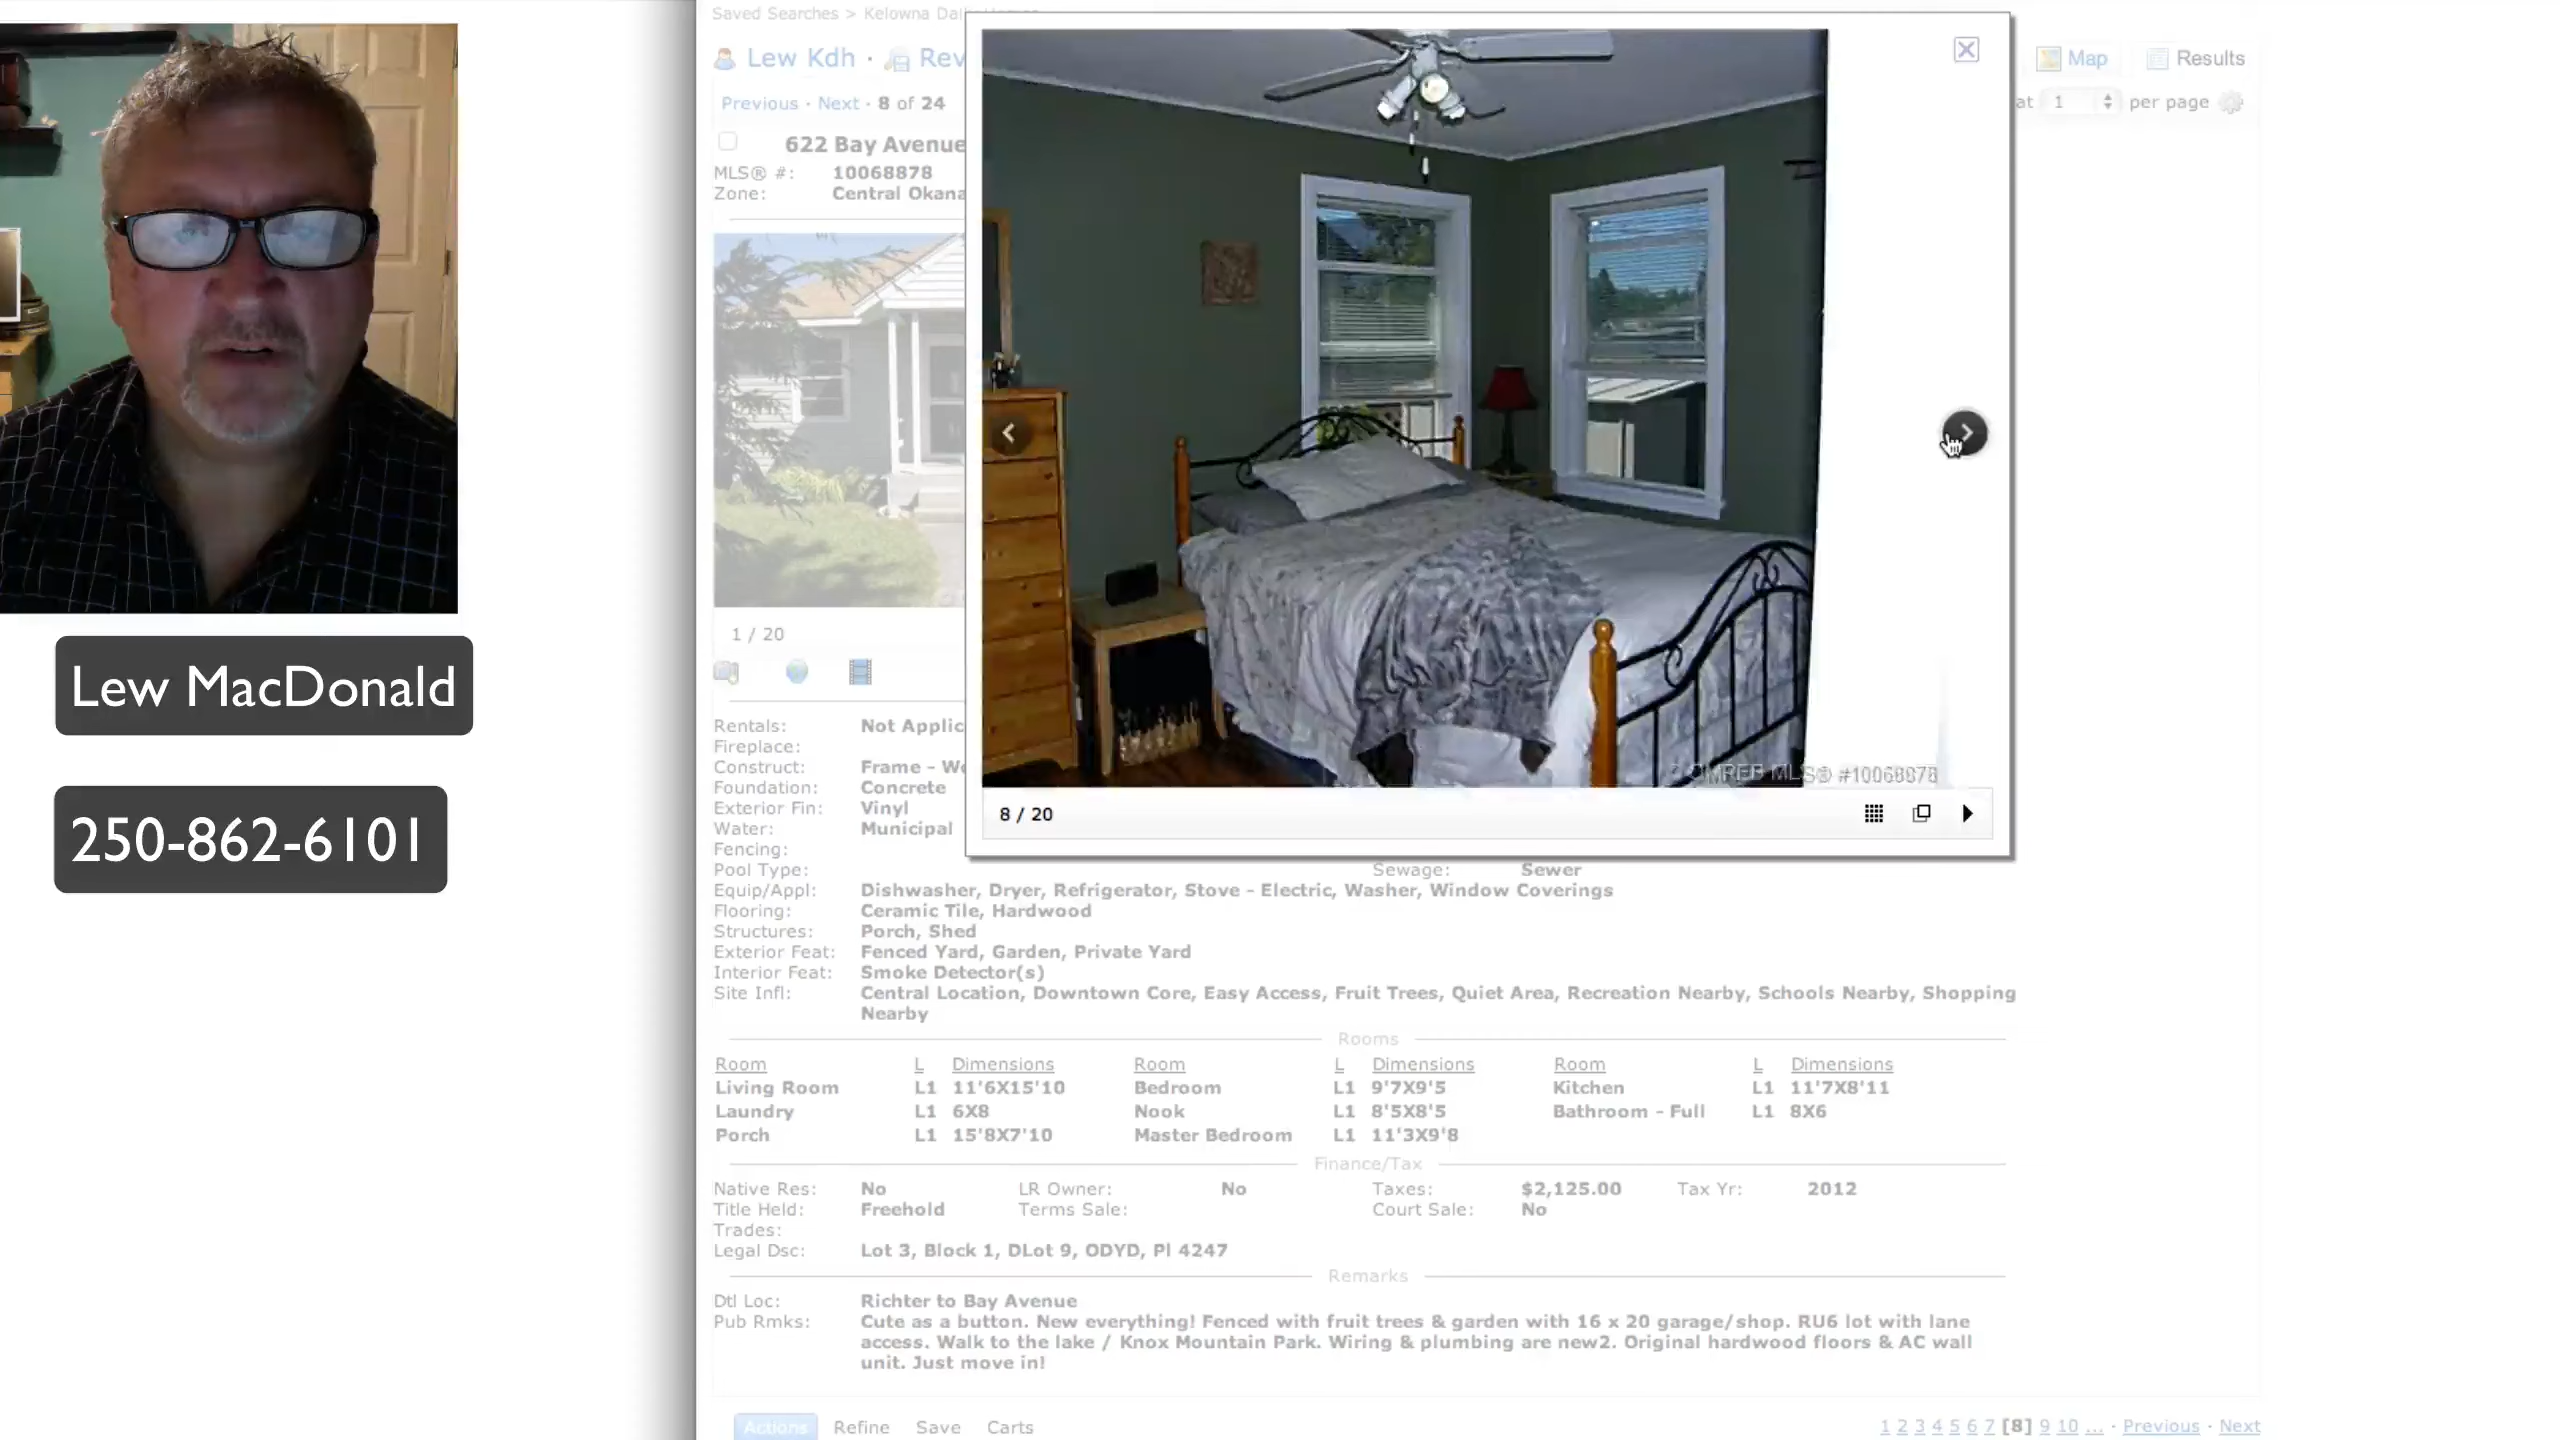 Saved Searches > Kelowna
Lew Kdh · Rev
Map
Results
Previous · Next · 8 of 24
at 1 per page
622 Bay Avenue
MLS® #: 10068878
Zone: Central Okana
1 / 20
Rentals: Not Applic
Fireplace:
Construct: Frame - Wo
Foundation: Concrete
Exterior Fin: Vinyl
Water: Municipal
Fencing:
MLS® #10068878
8 / 20
Lew MacDonald
250-862-6101
Pool Type: Sewage: Sewer
Equip/Appl: Dishwasher, Dryer, Refrigerator, Stove - Electric, Washer, Window Coverings
Flooring: Ceramic Tile, Hardwood
Structures: Porch, Shed
Exterior Feat: Fenced Yard, Garden, Private Yard
Interior Feat: Smoke Detector(s)
Site Infl: Central Location, Downtown Core, Easy Access, Fruit Trees, Quiet Area, Recreation Nearby, Schools Nearby, Shopping
Nearby
Rooms
Room L Dimensions Room L Dimensions Room L Dimensions
Living Room L1 11'6X15'10 Bedroom L1 9'7X9'5 Kitchen L1 11'7X8'11
Laundry L1 6X8 Nook L1 8'5X8'5 Bathroom - Full L1 8X6
Porch L1 15'8X7'10 Master Bedroom L1 11'3X9'8
Finance/Tax
Native Res: No LR Owner: No Taxes: $2,125.00 Tax Yr: 2012
Title Held: Freehold Terms Sale: Court Sale: No
Trades:
Legal Dsc: Lot 3, Block 1, DLot 9, ODYD, Pl 4247
Remarks
Dtl Loc: Richter to Bay Avenue
Pub Rmks: Cute as a button. New everything! Fenced with fruit trees & garden with 16 x 20 garage/shop. RU6 lot with lane
access. Walk to the lake / Knox Mountain Park. Wiring & plumbing are new2. Original hardwood floors & AC wall
unit. Just move in!
Actions Refine Save Carts
1 2 3 4 5 6 7 [8] 9 10 ... · Previous · Next